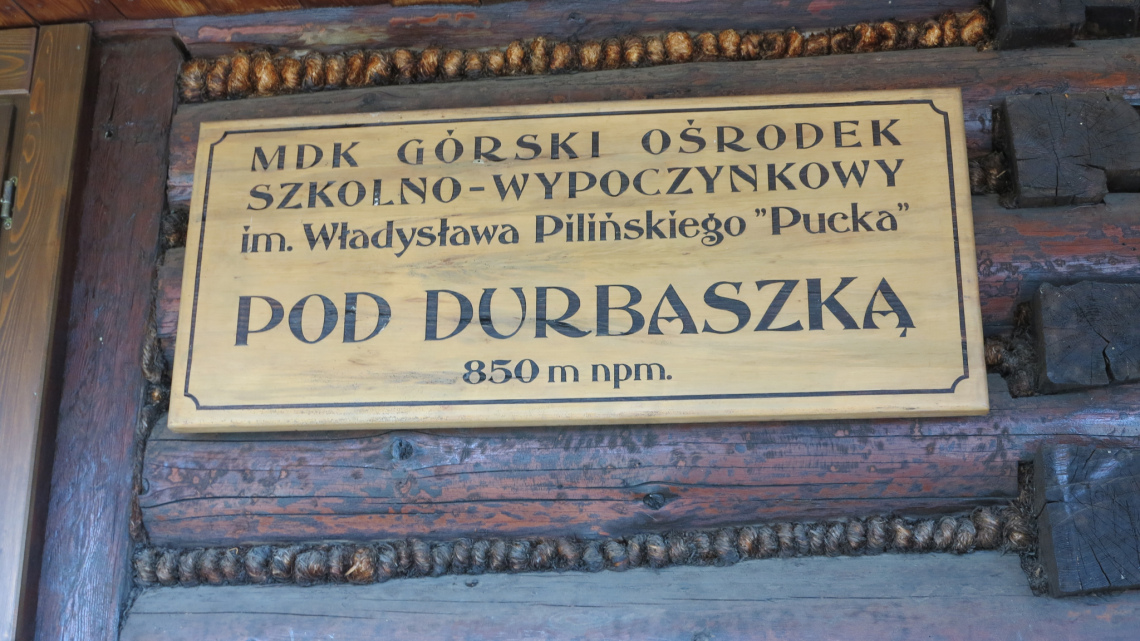 MDK GÓRSKI OŚRODEK
SZKOLNO-WYPOCZYNKOWY
im. Władysława Pilińskiego "Pucka"
POD DURBASZKĄ
850 m npm.